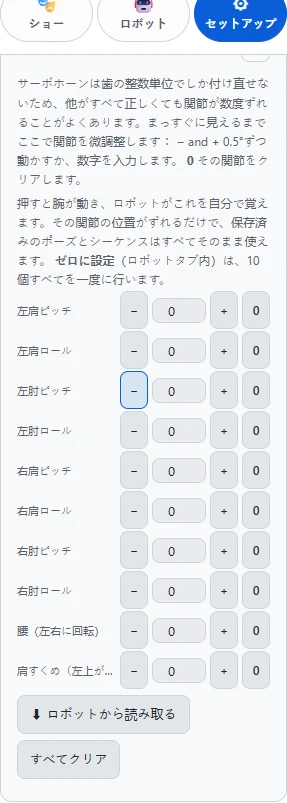 ショー
ロボット
セットアップ
サーボホーンは歯の整数単位でしか付け直せな
いため、他がすべて正しくても関節が数度ずれ
ることがよくあります。まっすぐに見えるまで
ここで関節を微調整します： − and + 0.5°ずつ
動かすか、数字を入力します。 0 その関節をク
リアします。
押すと腕が動き、ロボットがこれを自分で覚え
ます。その関節の位置がずれるだけで、保存済
みのポーズとシーケンスはすべてそのまま使え
ます。 ゼロに設定（ロボットタブ内）は、10
個すべてを一度に行います。
左肩ピッチ − 0 + 0
左肩ロール − 0 + 0
左肘ピッチ − 0 + 0
左肘ロール − 0 + 0
右肩ピッチ − 0 + 0
右肩ロール − 0 + 0
右肘ピッチ − 0 + 0
右肘ロール − 0 + 0
腰（左右に回転） − 0 + 0
肩すくめ（左上が... − 0 + 0
⬇ ロボットから読み取る
すべてクリア